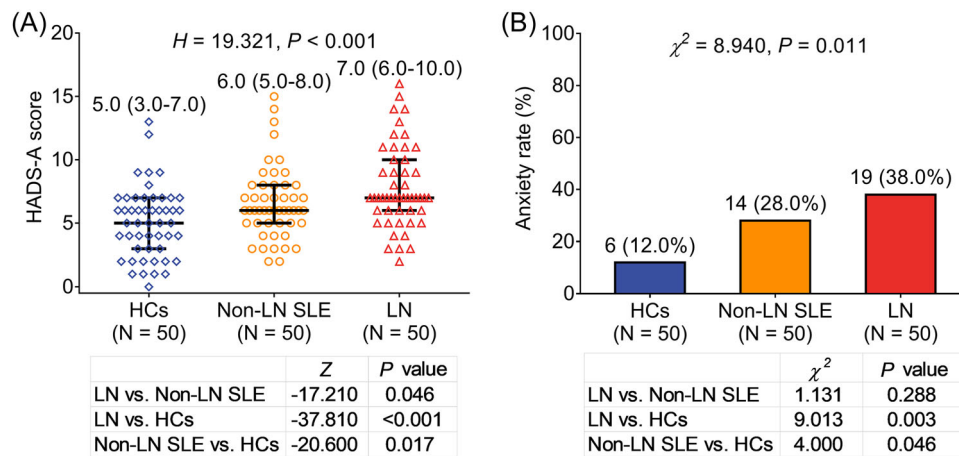 (A)
H = 19.321, P < 0.001
5.0 (3.0-7.0)
6.0 (5.0-8.0)
7.0 (6.0-10.0)
HADS-A score
20
15
10
5
0
HCs
(N = 50)
Non-LN SLE
(N = 50)
LN
(N = 50)
Z P value
LN vs. Non-LN SLE -17.210 0.046
LN vs. HCs -37.810 <0.001
Non-LN SLE vs. HCs -20.600 0.017
(B)
χ² = 8.940, P = 0.011
Anxiety rate (%)
100
80
60
40
20
0
6 (12.0%)
14 (28.0%)
19 (38.0%)
HCs
(N = 50)
Non-LN SLE
(N = 50)
LN
(N = 50)
χ² P value
LN vs. Non-LN SLE 1.131 0.288
LN vs. HCs 9.013 0.003
Non-LN SLE vs. HCs 4.000 0.046